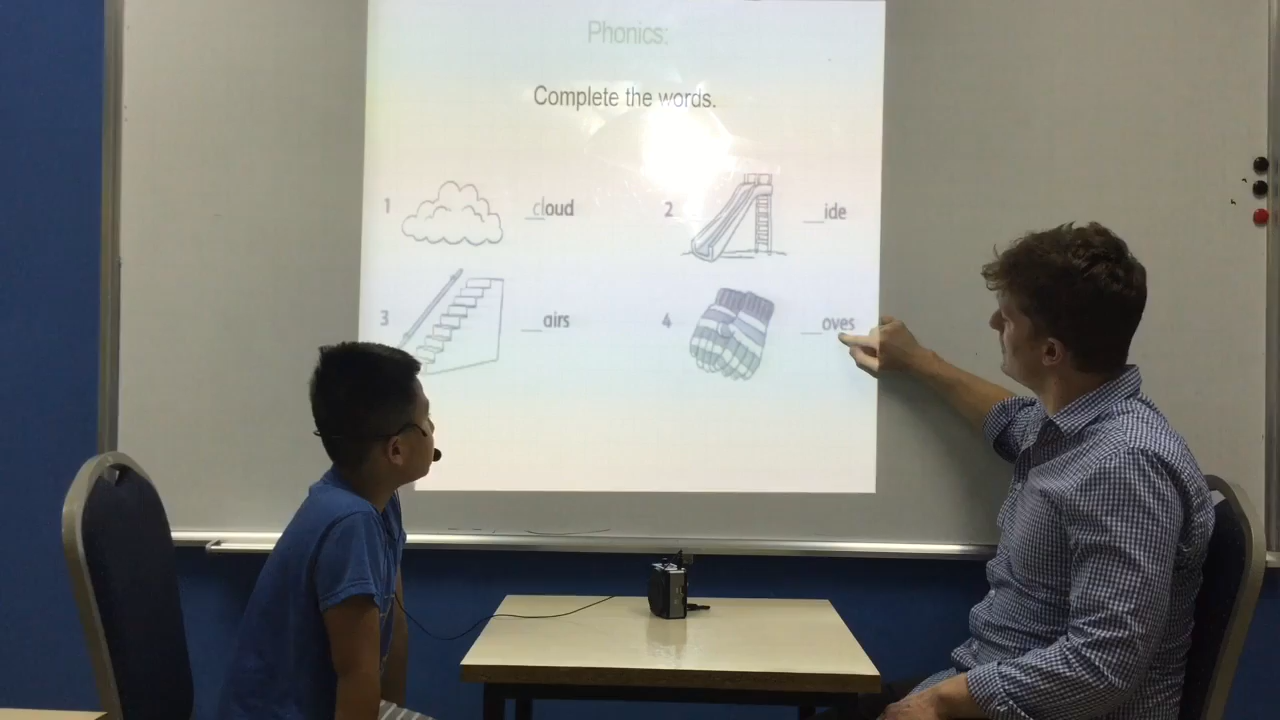 Phonics:
Complete the words.
1 cloud
2 __ide
3 __airs
4 __oves